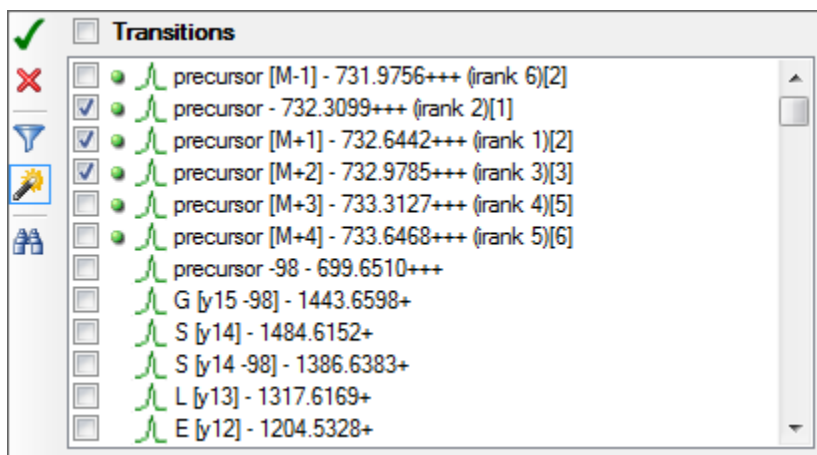 Transitions
precursor [M-1] - 731.9756+++ (irank 6)[2]
precursor - 732.3099+++ (irank 2)[1]
precursor [M+1] - 732.6442+++ (irank 1)[2]
precursor [M+2] - 732.9785+++ (irank 3)[3]
precursor [M+3] - 733.3127+++ (irank 4)[5]
precursor [M+4] - 733.6468+++ (irank 5)[6]
precursor -98 - 699.6510+++
G [y15 -98] - 1443.6598+
S [y14] - 1484.6152+
S [y14 -98] - 1386.6383+
L [y13] - 1317.6169+
E [y12] - 1204.5328+